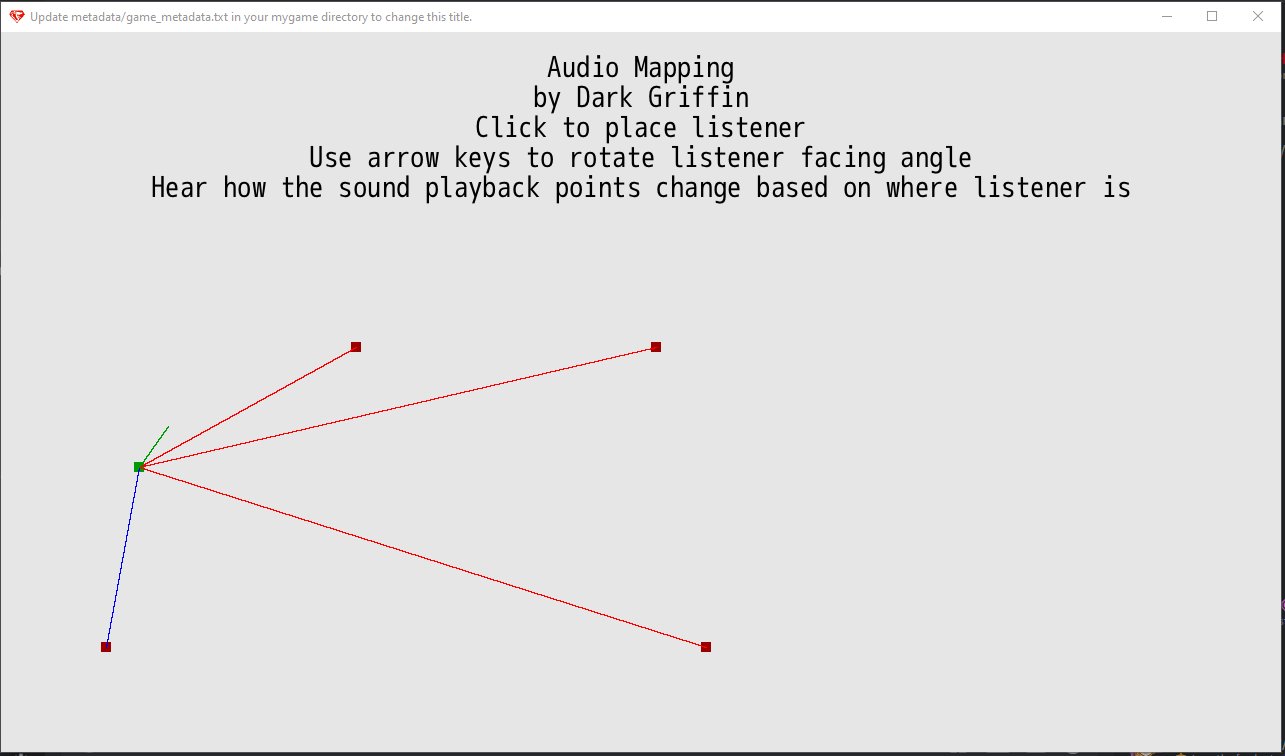 Update metadata/game_metadata.txt in your mygame directory to change this title.
Audio Mapping
by Dark Griffin
Click to place listener
Use arrow keys to rotate listener facing angle
Hear how the sound playback points change based on where listener is